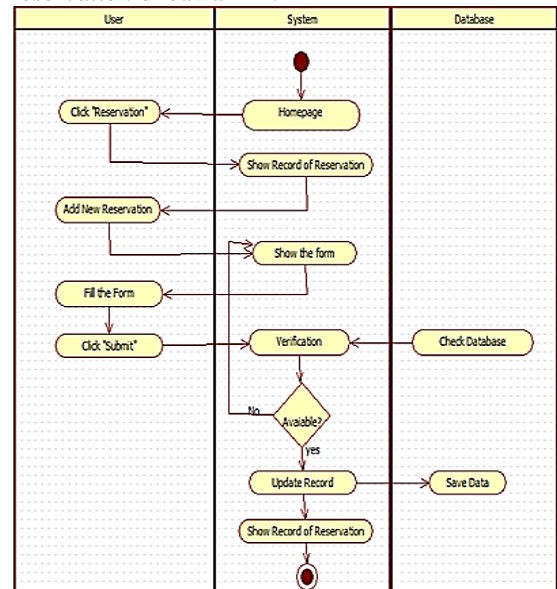 User
System
Database
Homepage
Click "Reservation"
Show Record of Reservation
Add New Reservation
Show the form
Fill the Form
Click "Submit"
Verification
Check Database
Avaiable?
No
yes
Update Record
Save Data
Show Record of Reservation